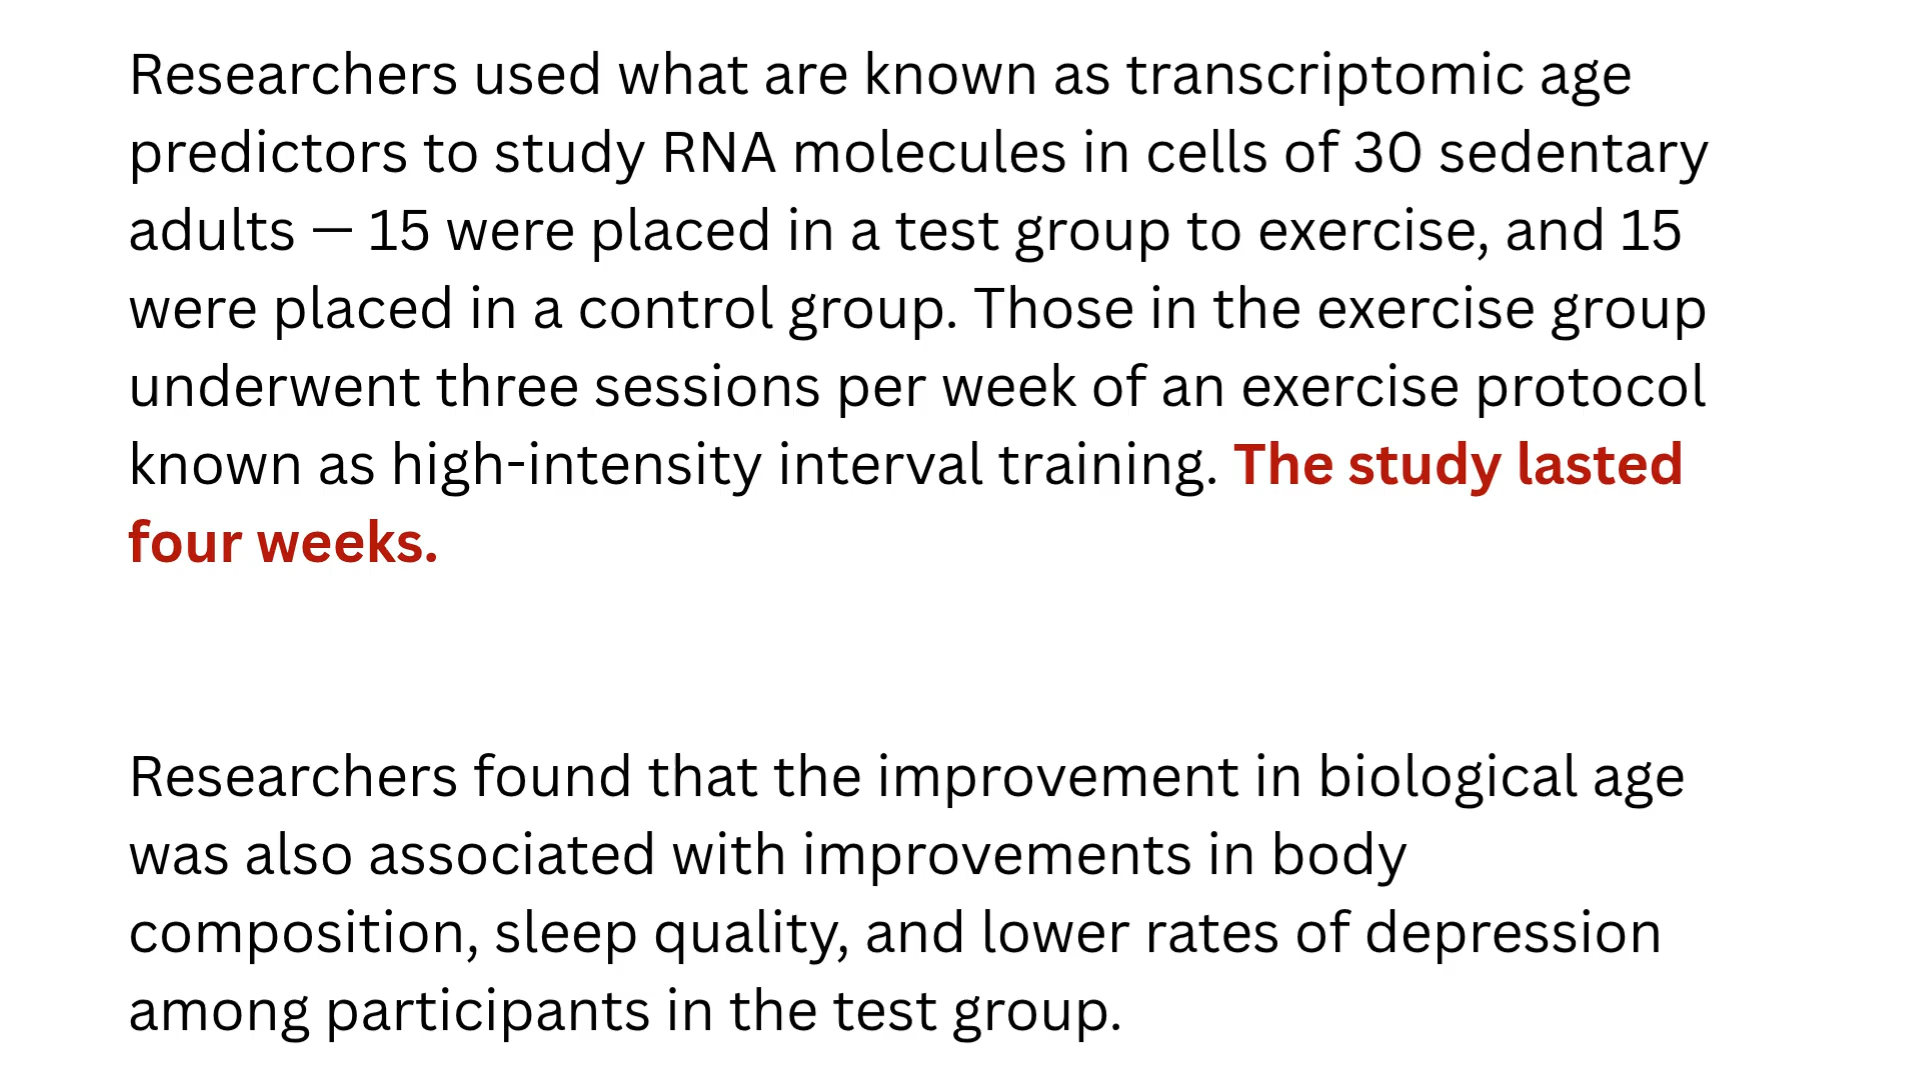 Researchers used what are known as transcriptomic age
predictors to study RNA molecules in cells of 30 sedentary
adults — 15 were placed in a test group to exercise, and 15
were placed in a control group. Those in the exercise group
underwent three sessions per week of an exercise protocol
known as high-intensity interval training. The study lasted
four weeks.
Researchers found that the improvement in biological age
was also associated with improvements in body
composition, sleep quality, and lower rates of depression
among participants in the test group.